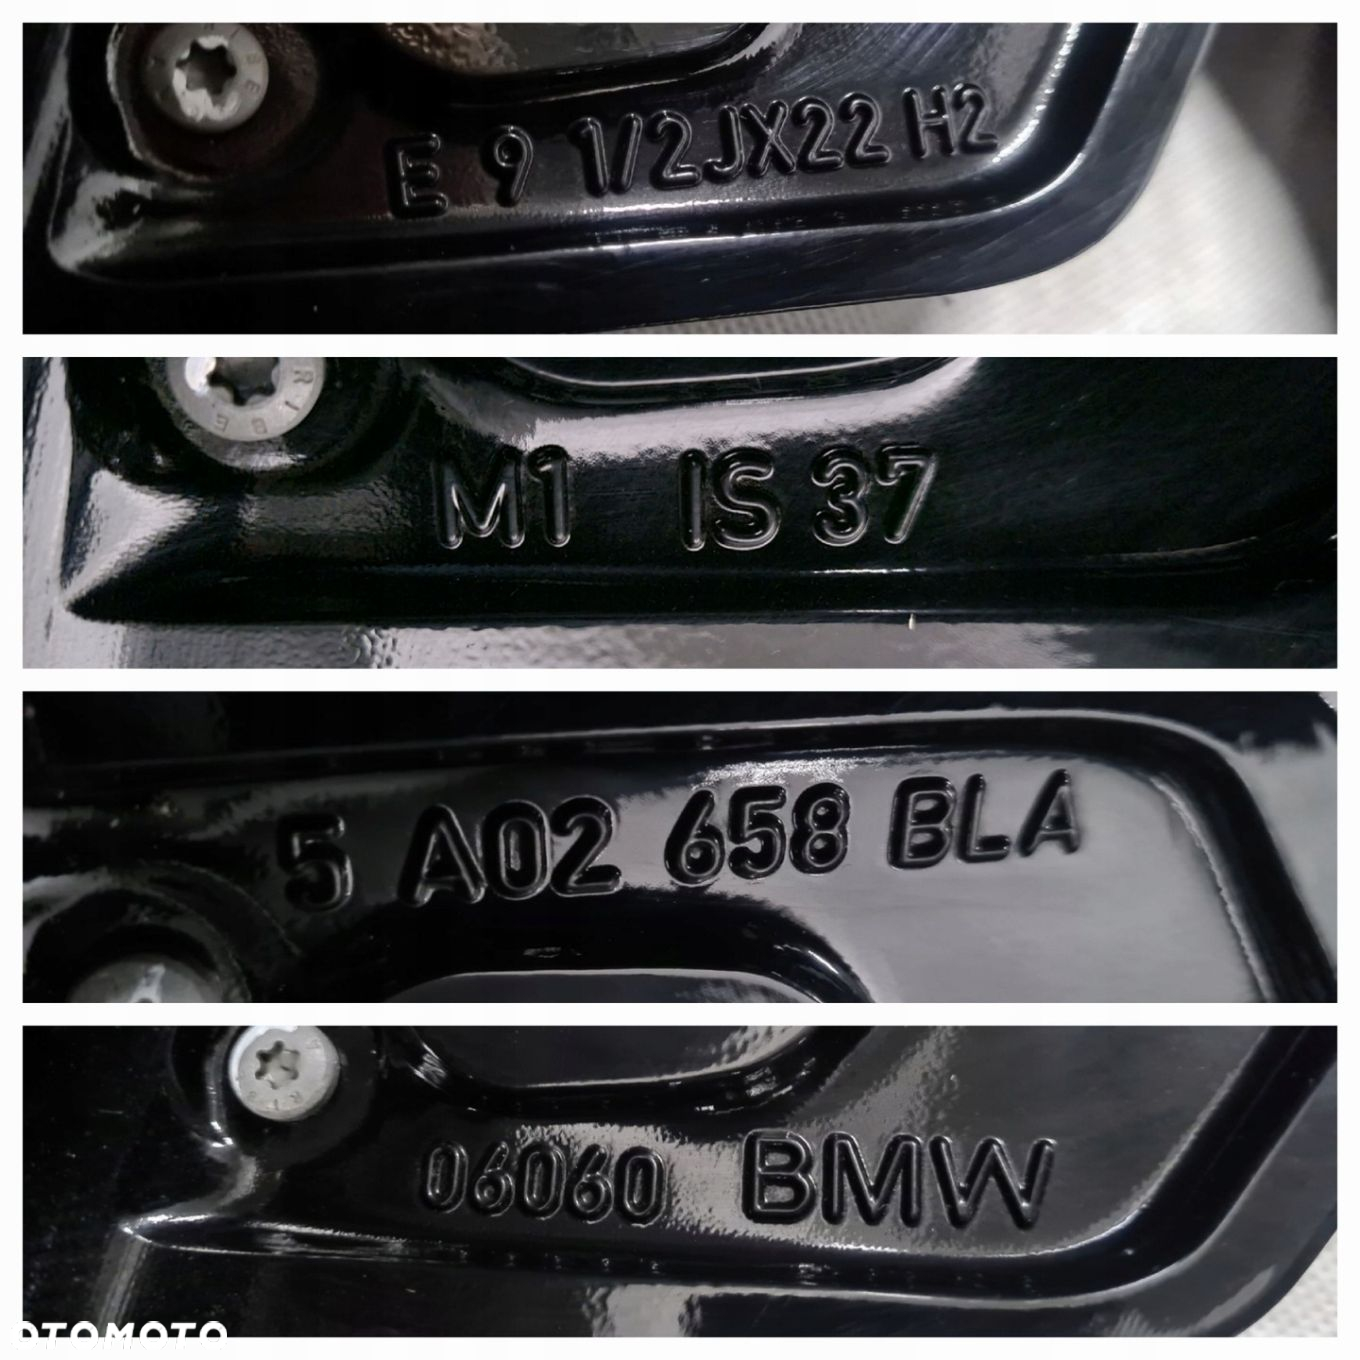 E 9 1/2JX22 H2
M1 IS 37
5 A02 658 BLA
06060 BMW
OTOMOTO